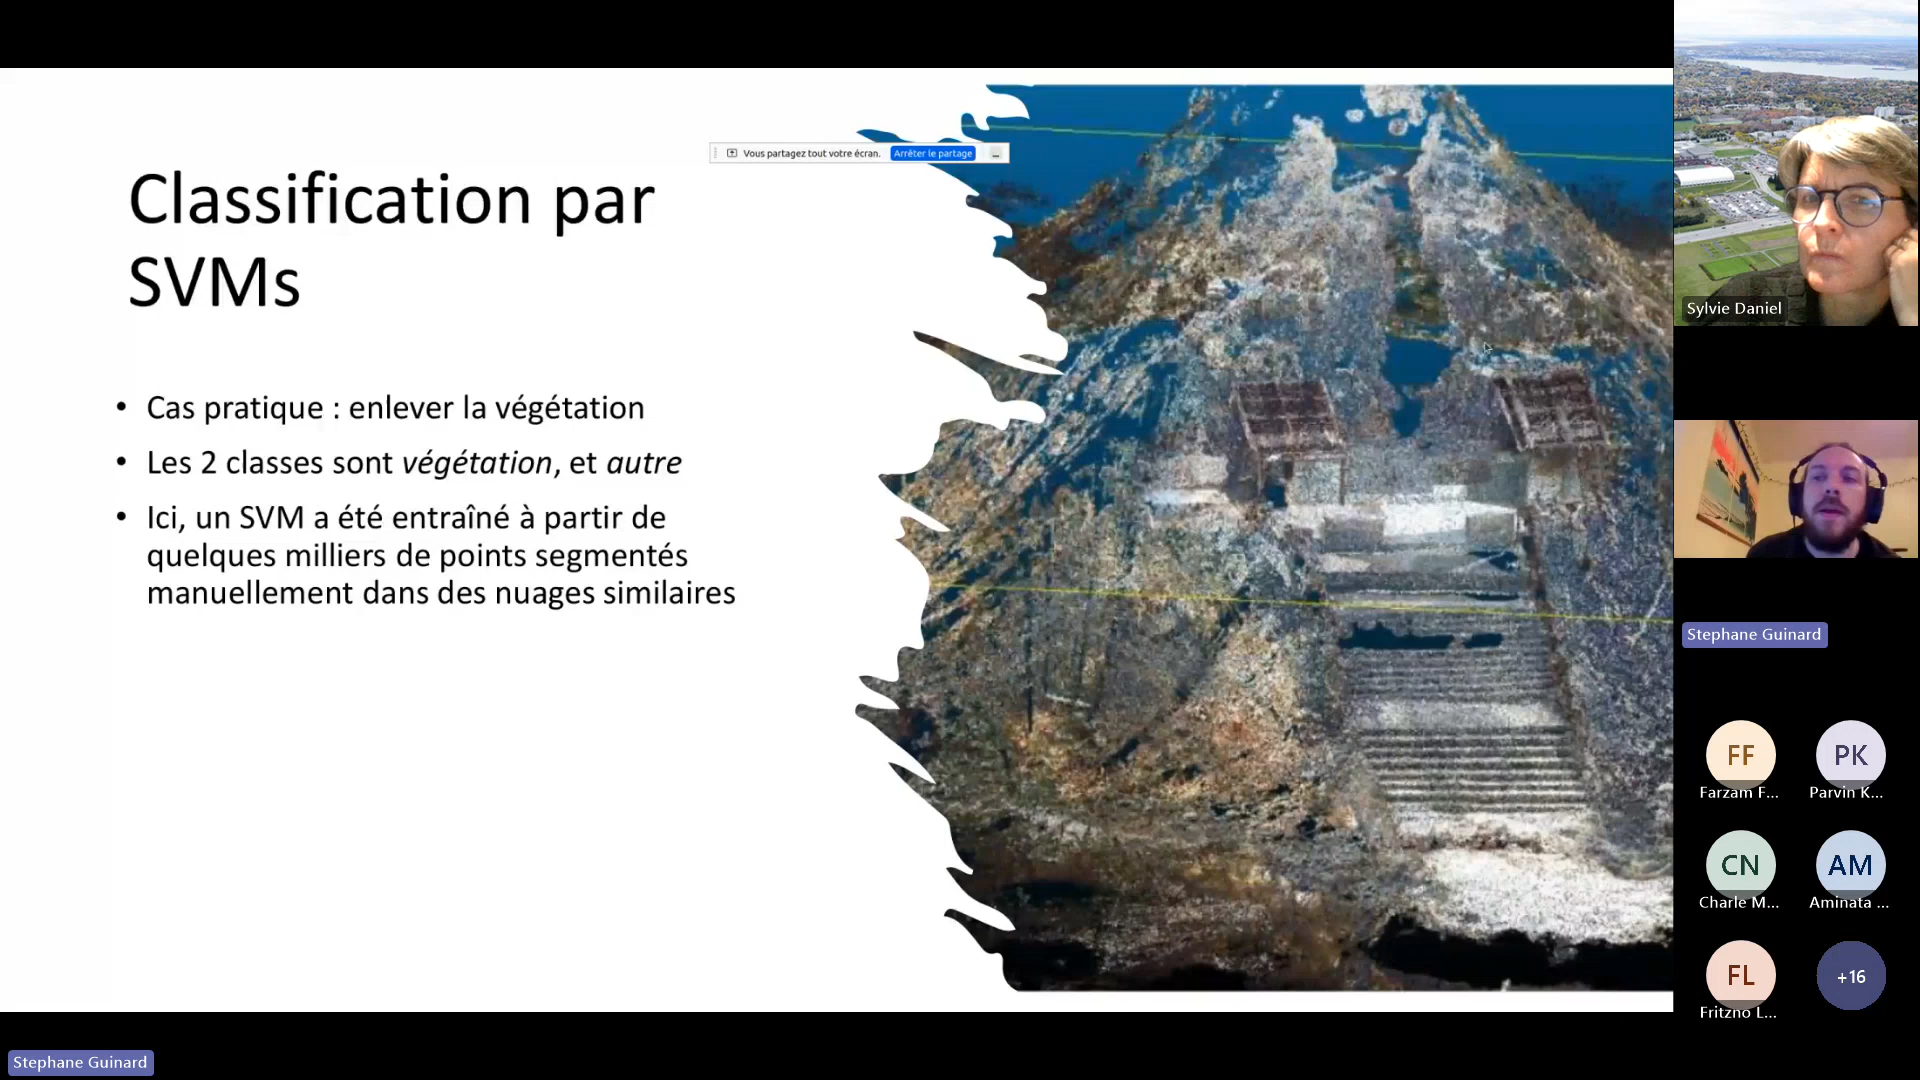 Vous partagez tout votre écran. Arrêter le partage
Classification par
SVMs
• Cas pratique : enlever la végétation
• Les 2 classes sont végétation, et autre
• Ici, un SVM a été entraîné à partir de
quelques milliers de points segmentés
manuellement dans des nuages similaires
Sylvie Daniel
Stephane Guinard
FF
Farzam F...
PK
Parvin K...
CN
Charle M...
AM
Aminata ...
FL
Fritzno L...
+16
Stephane Guinard